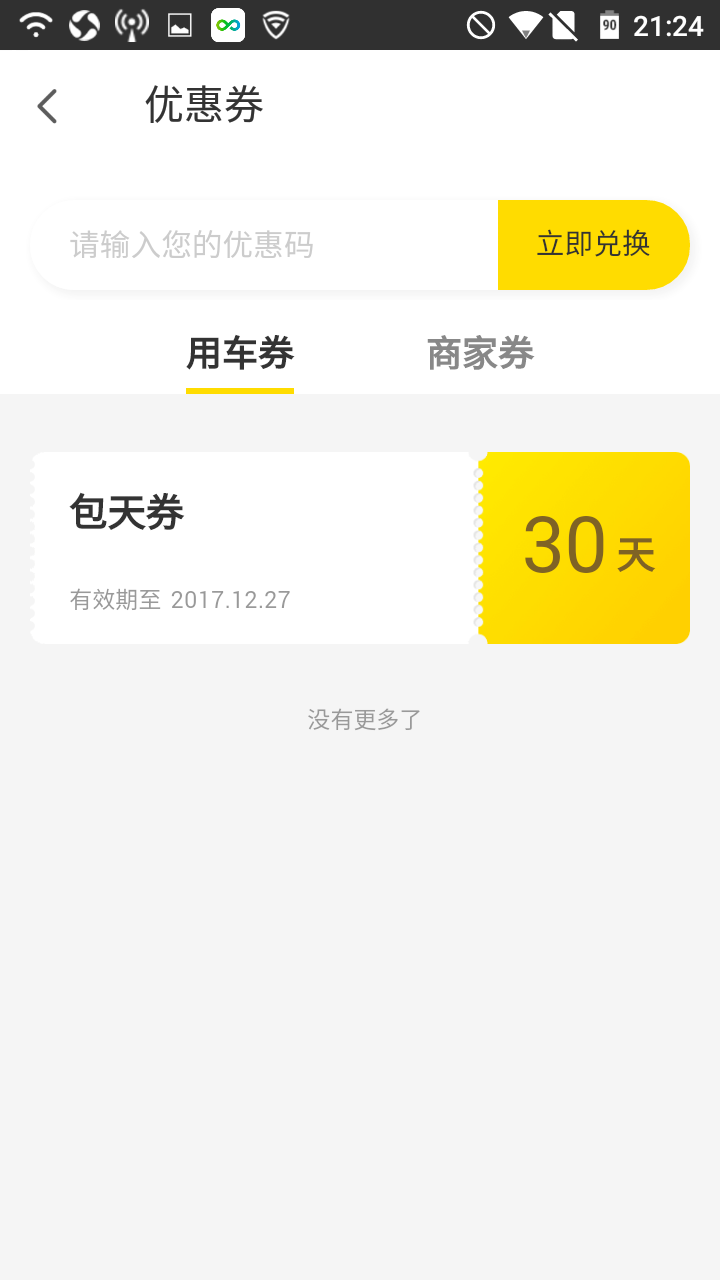 90 21:24
优惠券
请输入您的优惠码 立即兑换
用车券 商家券
包天券
30 天
有效期至 2017.12.27
没有更多了